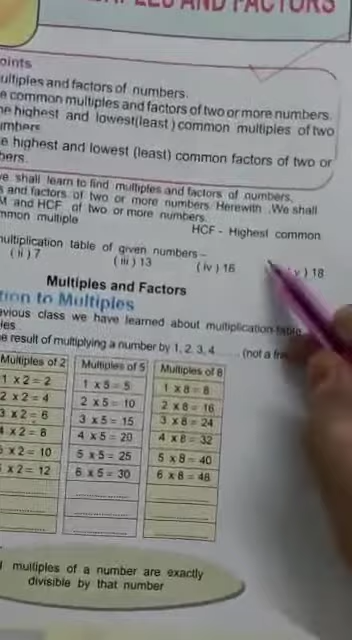 AND FACTORS
oints
ultiples and factors of numbers.
e common multiples and factors of two or more numbers.
he highest and lowest(least ) common multiples of two
umbers
e highest and lowest (least) common factors of two or
bers.
e shall learn to find multiples and factors of numbers,
s and factors of two or more numbers. Herewith ,We shall
M and HCF of two or more numbers.
HCF - Highest common
mmon multiple
multiplication table of given numbers -
( ii ) 7 ( iii ) 13 ( iv ) 16 v ) 18
Multiples and Factors
tion to Multiples
evious class we have learned about multiplication table
les
e result of multiplying a number by 1, 2, 3, 4 ....... (not a fra
Multiples of 2 Multiples of 5 Multiples of 8
1 x 2 = 2 1 x 5 = 5 1 x 8 = 8
2 x 2 = 4 2 x 5 = 10 2 x 8 = 16
3 x 2 = 6 3 x 5 = 15 3 x 8 = 24
4 x 2 = 8 4 x 5 = 20 4 x 8 = 32
x 2 = 10 5 x 5 = 25 5 x 8 = 40
x 2 = 12 6 x 5 = 30 6 x 8 = 48
multiples of a number are exactly
divisible by that number